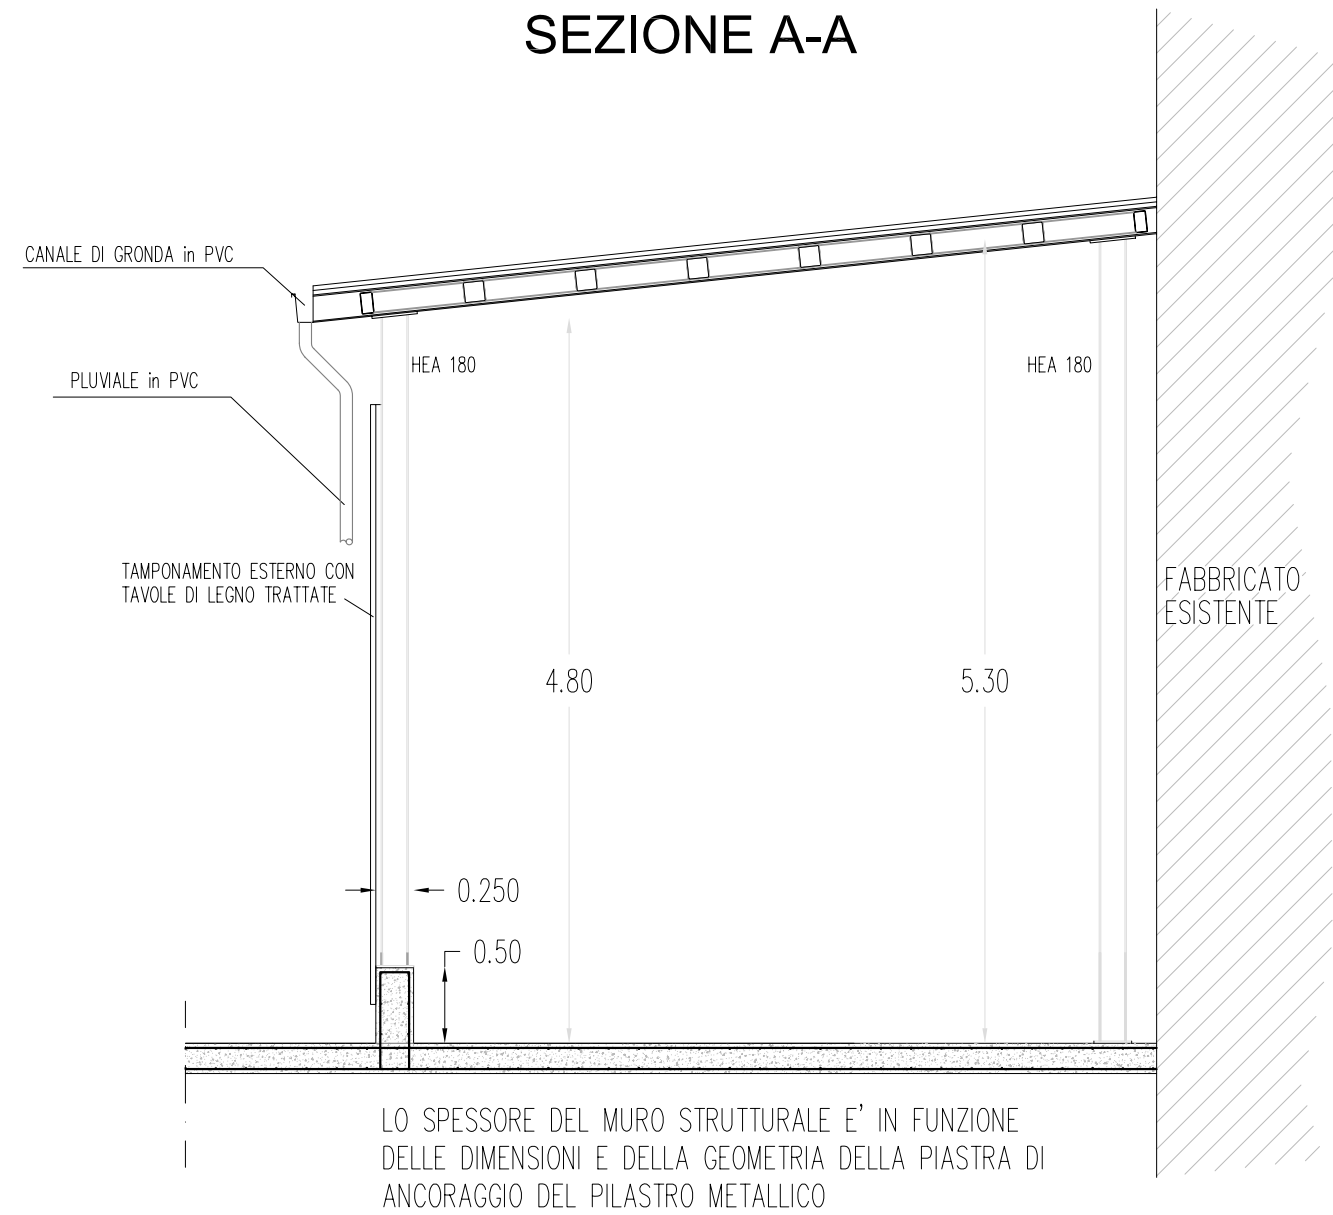 SEZIONE A-A
CANALE DI GRONDA in PVC
HEA 180
HEA 180
PLUVIALE in PVC
TAMPONAMENTO ESTERNO CON
TAVOLE DI LEGNO TRATTATE
FABBRICATO
ESISTENTE
4.80
5.30
0.250
0.50
LO SPESSORE DEL MURO STRUTTURALE E' IN FUNZIONE
DELLE DIMENSIONI E DELLA GEOMETRIA DELLA PIASTRA DI
ANCORAGGIO DEL PILASTRO METALLICO